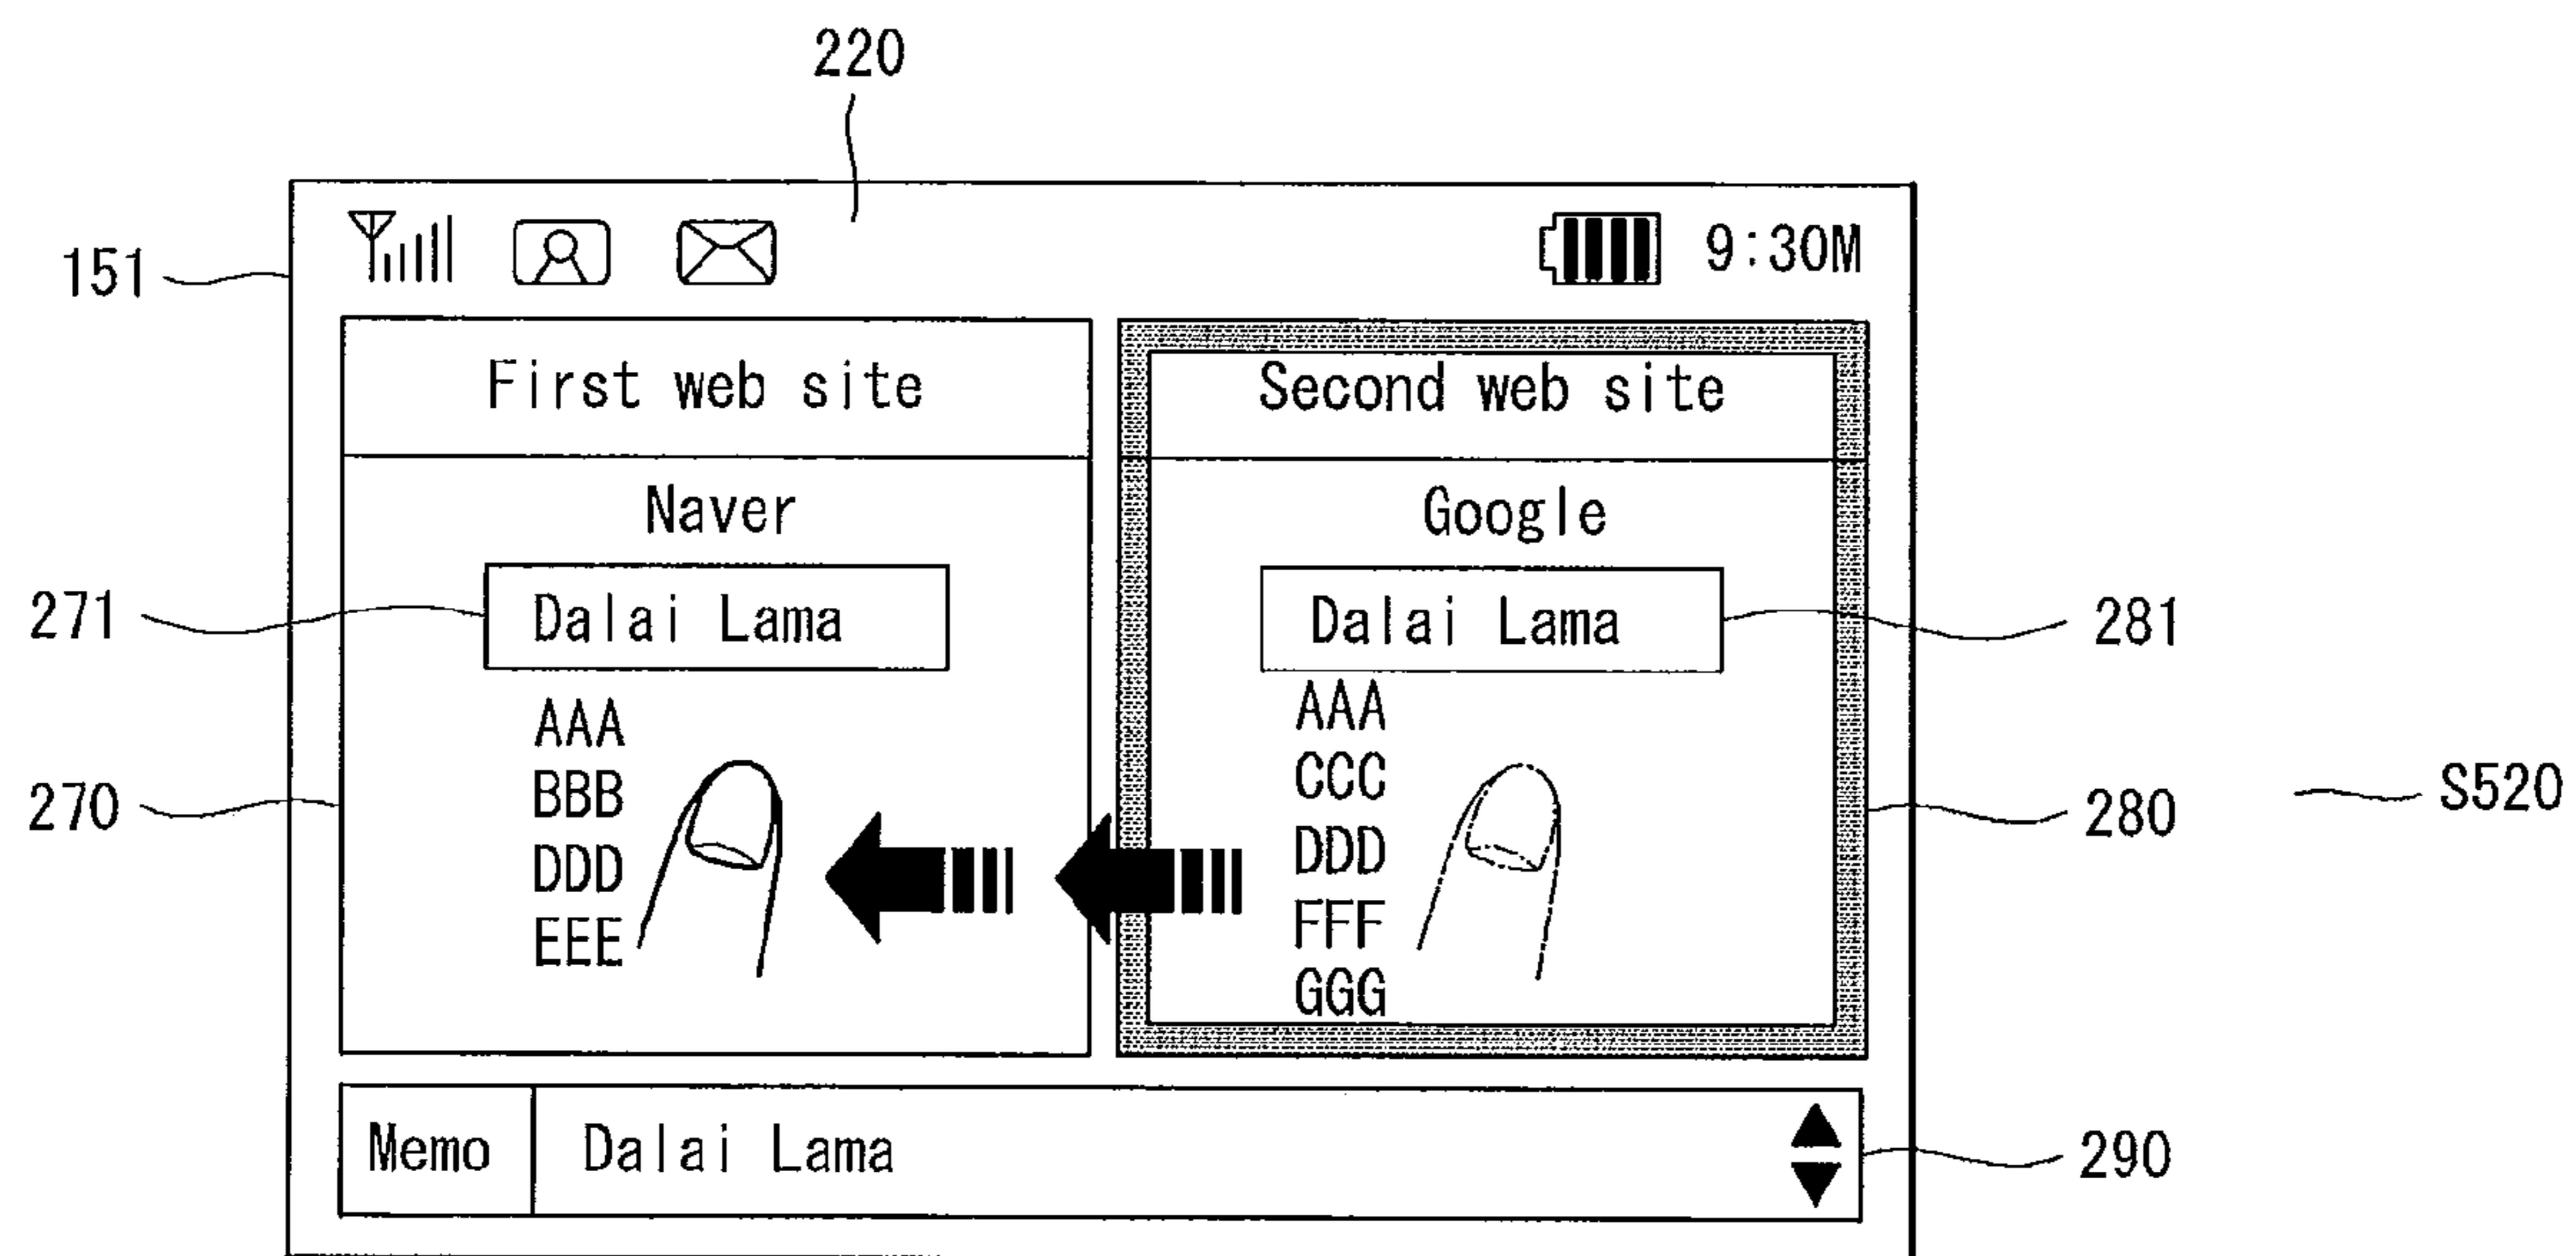 220
151
9:30M
First web site
Second web site
Naver
Google
271
Dalai Lama
Dalai Lama
281
AAA
BBB
DDD
EEE
AAA
CCC
DDD
FFF
GGG
270
280
S520
Memo
Dalai Lama
290